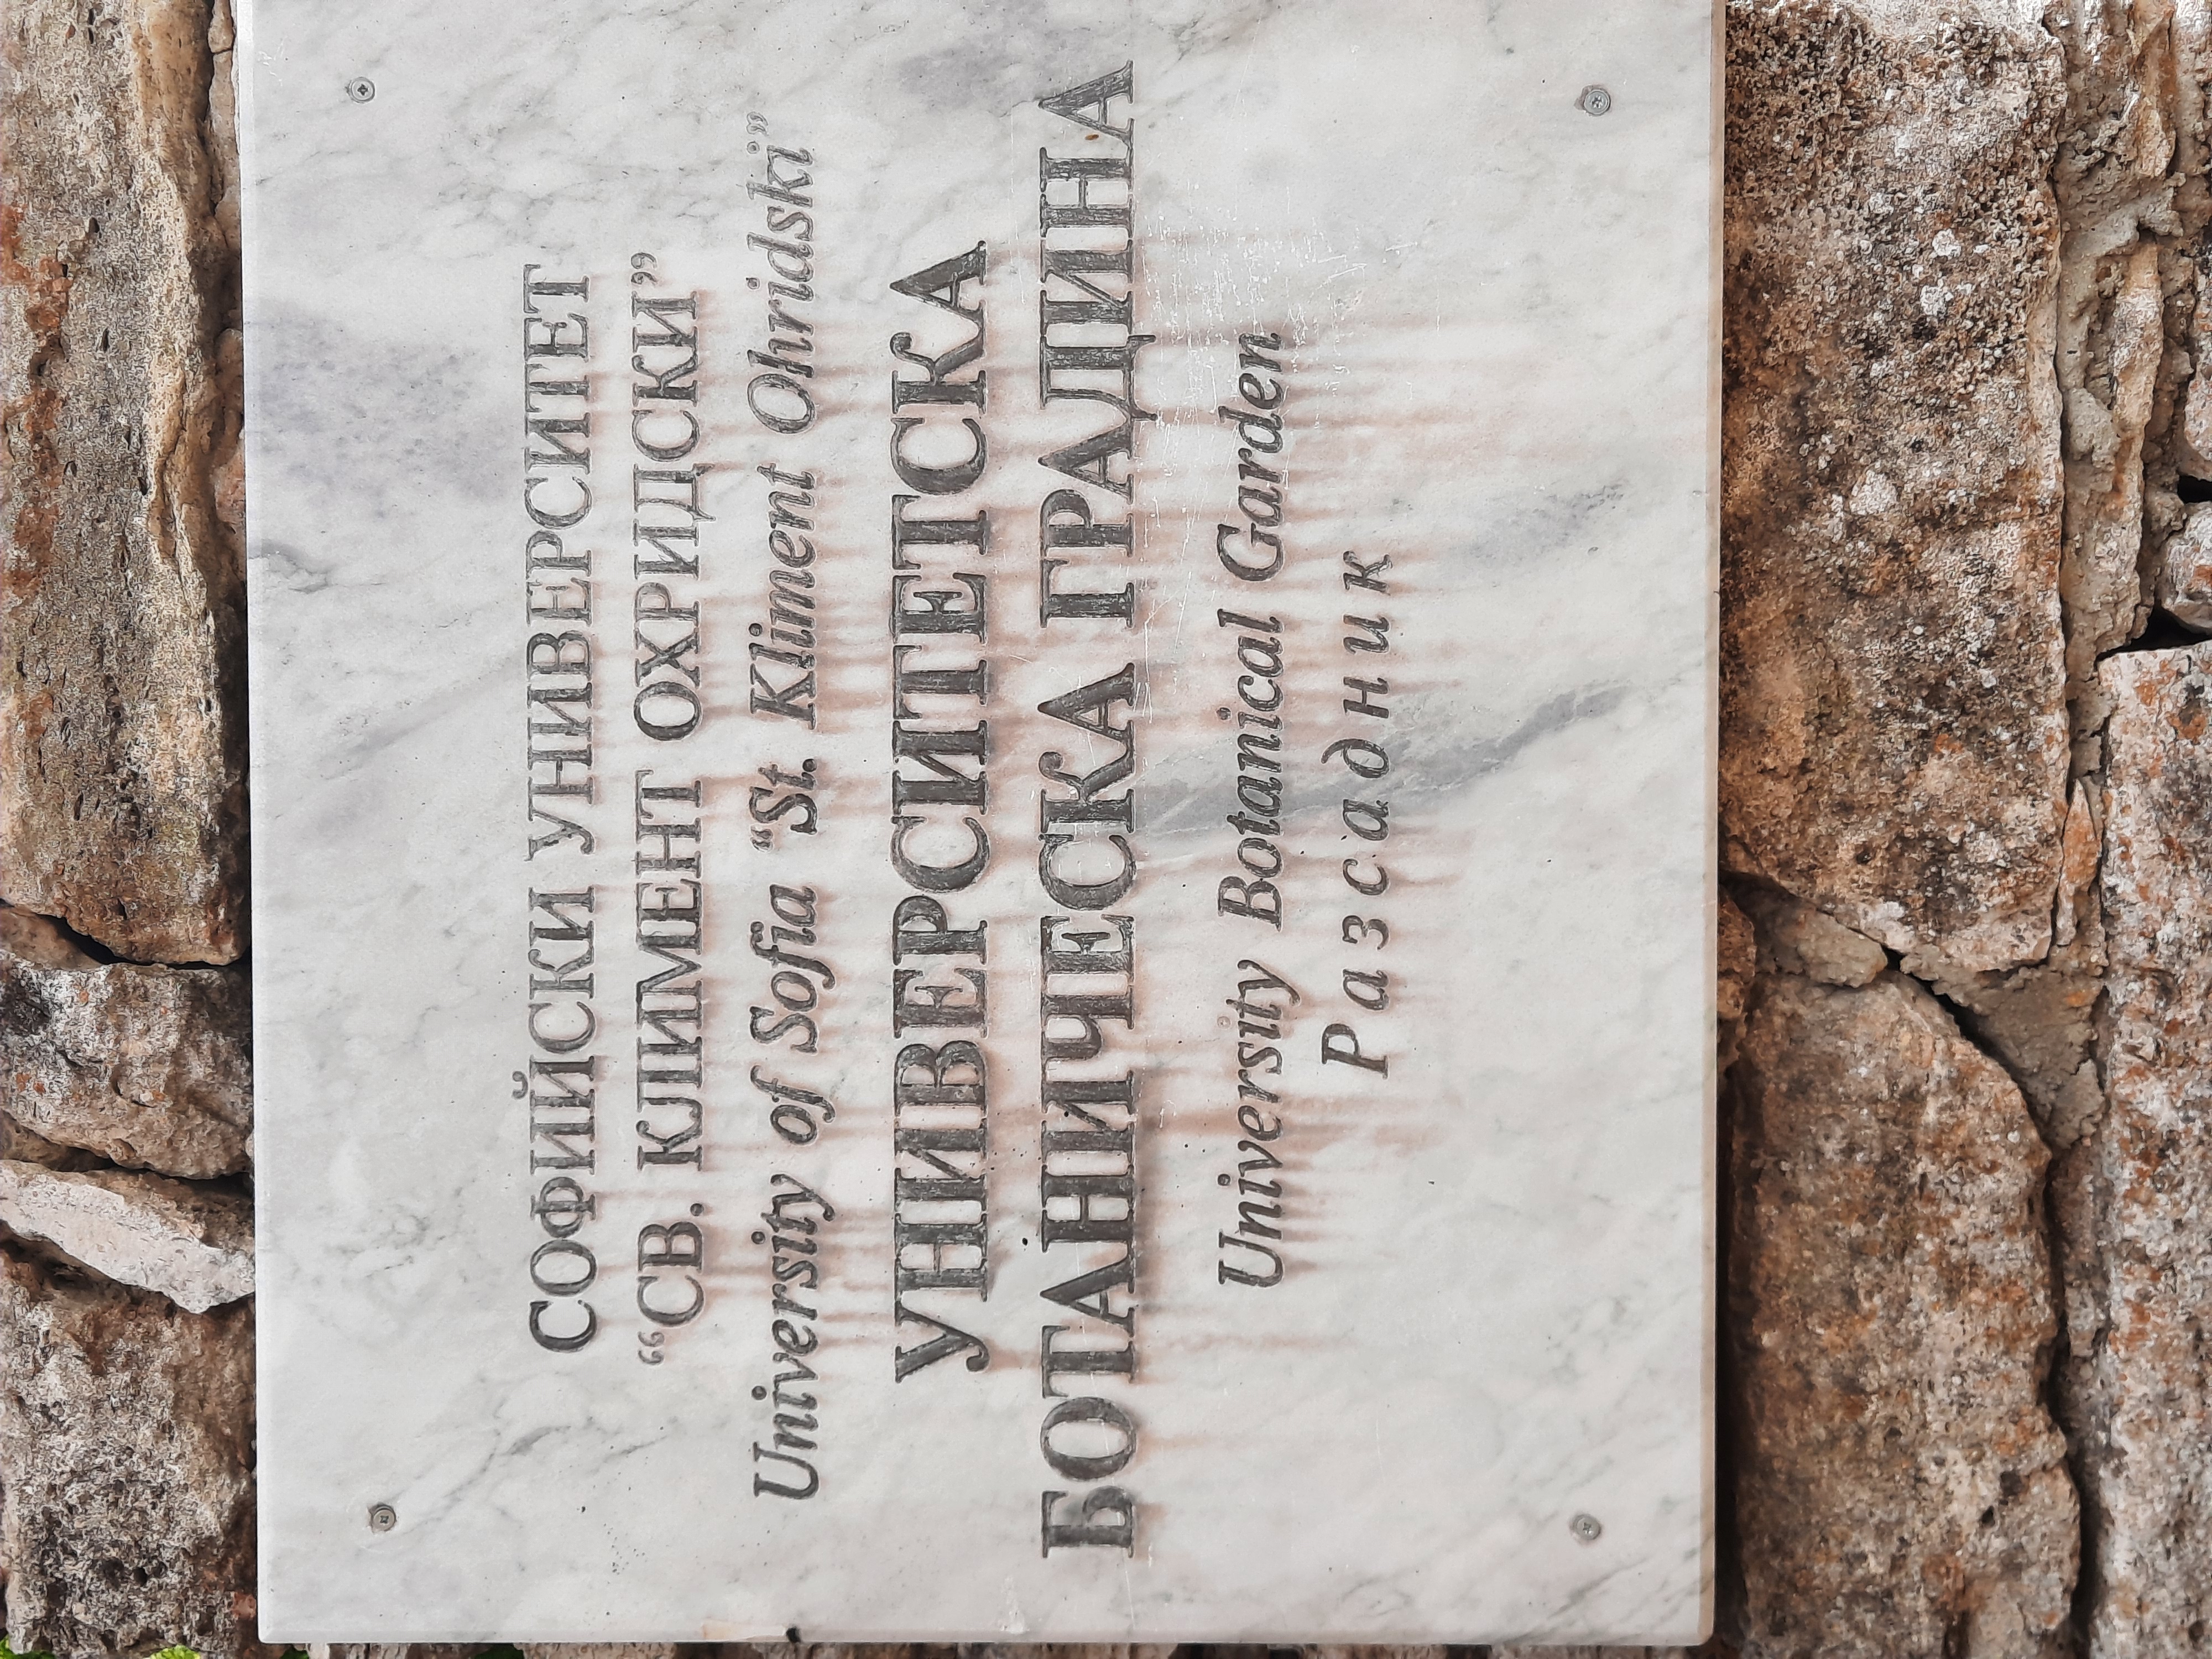 СОФИЙСКИ УНИВЕРСИТЕТ
“СВ. КЛИМЕНТ ОХРИДСКИ”
University of Sofia “St. Kliment Ohridski”
УНИВЕРСИТЕТСКА
БОТАНИЧЕСКА ГРАДИНА
University Botanical Garden
Разсадник